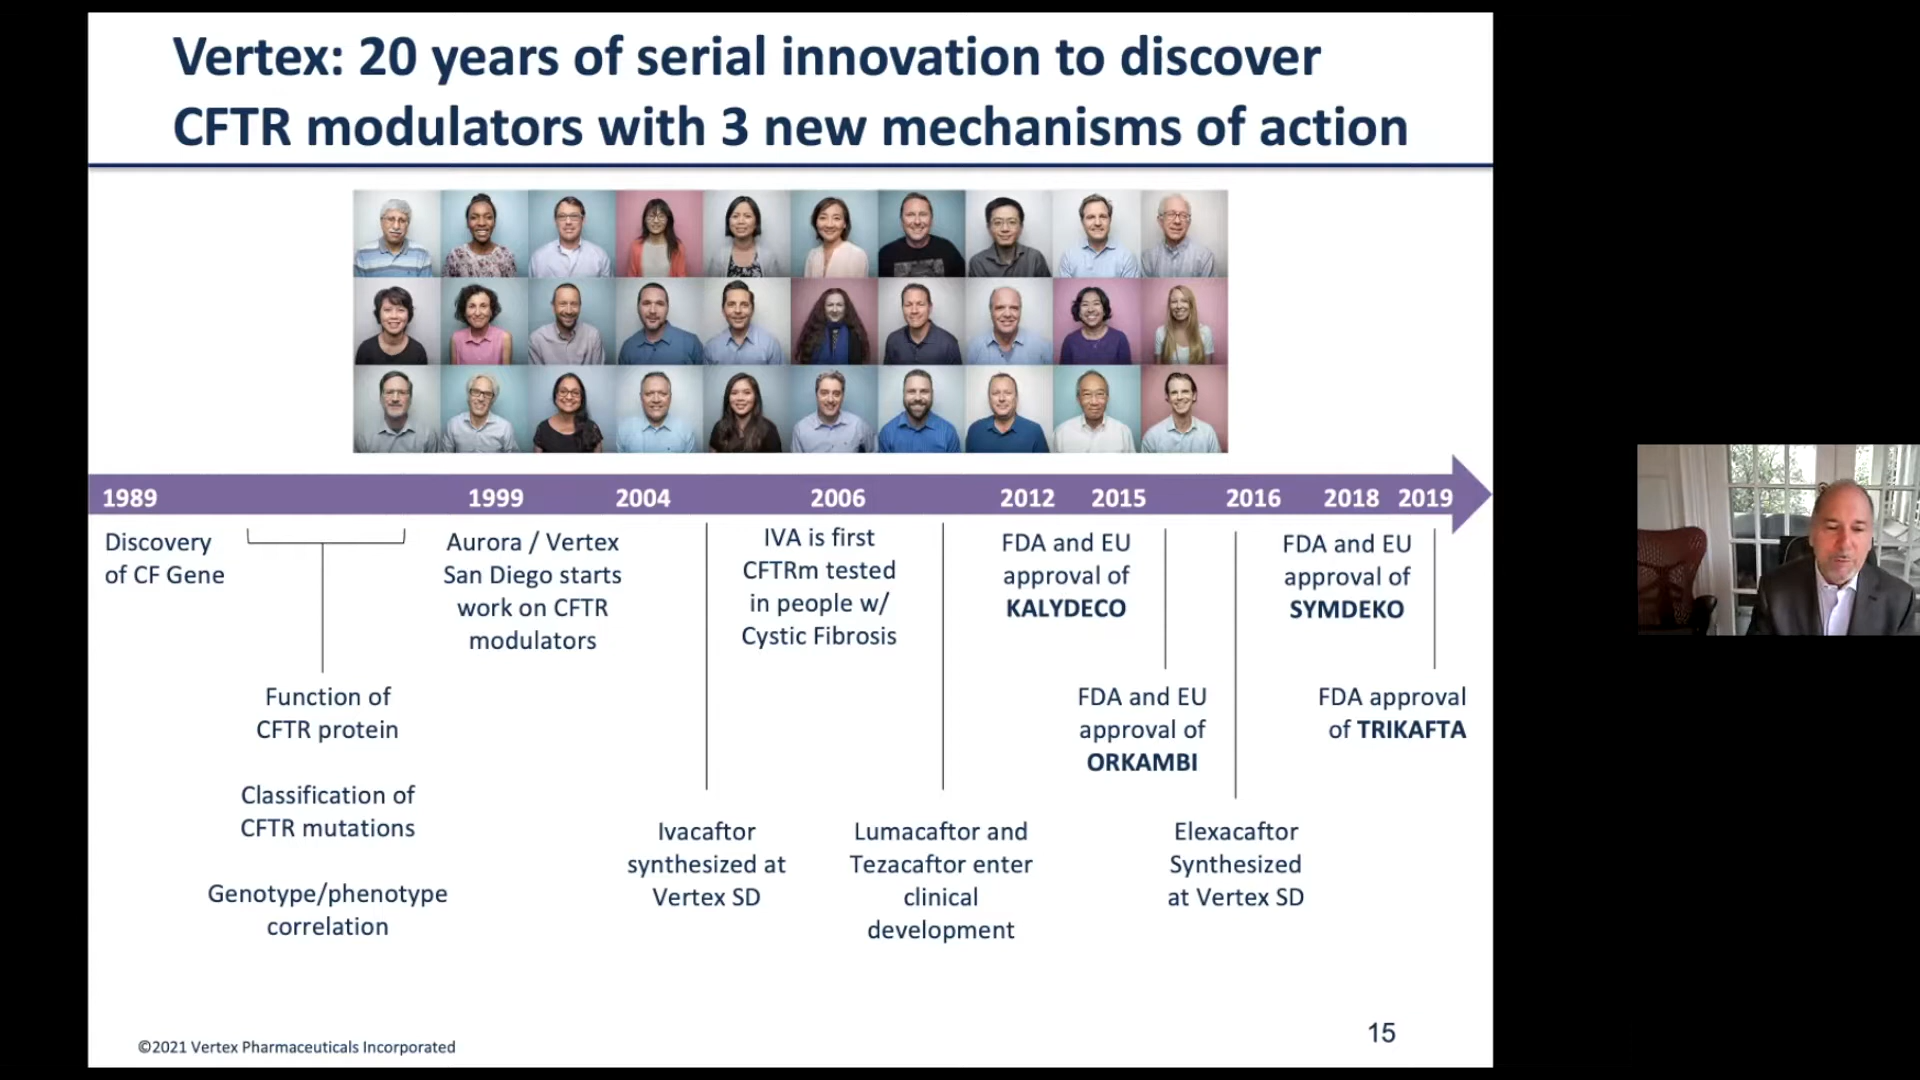 Vertex: 20 years of serial innovation to discover
CFTR modulators with 3 new mechanisms of action
1989 1999 2004 2006 2012 2015 2016 2018 2019
Discovery
of CF Gene
Function of
CFTR protein
Classification of
CFTR mutations
Genotype/phenotype
correlation
Aurora / Vertex
San Diego starts
work on CFTR
modulators
Ivacaftor
synthesized at
Vertex SD
IVA is first
CFTRm tested
in people w/
Cystic Fibrosis
Lumacaftor and
Tezacaftor enter
clinical
development
FDA and EU
approval of
KALYDECO
FDA and EU
approval of
ORKAMBI
Elexacaftor
Synthesized
at Vertex SD
FDA and EU
approval of
SYMDEKO
FDA approval
of TRIKAFTA
©2021 Vertex Pharmaceuticals Incorporated
15